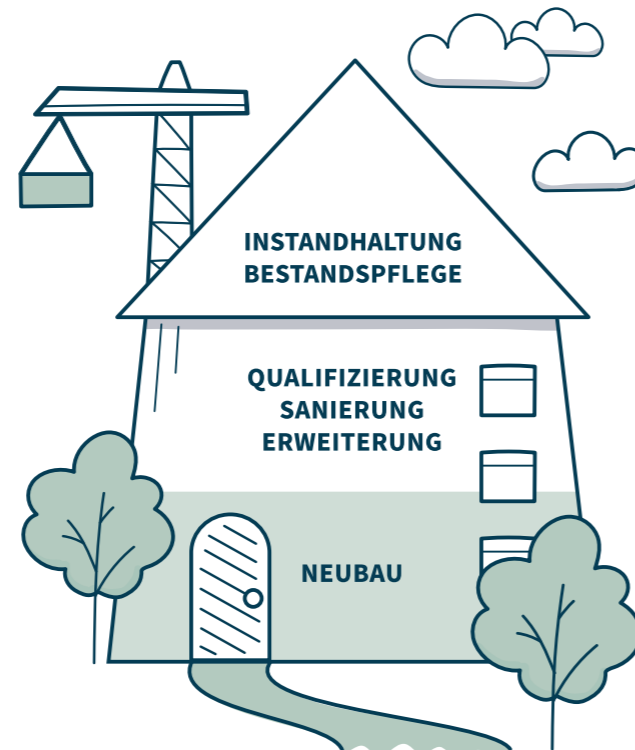 INSTANDHALTUNG
BESTANDSPFLEGE
QUALIFIZIERUNG
SANIERUNG
ERWEITERUNG
NEUBAU